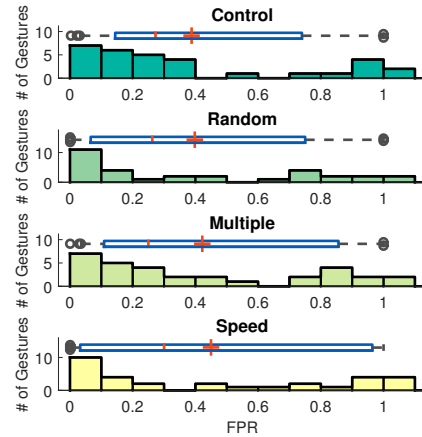 Control
# of Gestures
10
5
0
0 0.2 0.4 0.6 0.8 1
Random
# of Gestures
10
0
0 0.2 0.4 0.6 0.8 1
Multiple
# of Gestures
10
5
0
0 0.2 0.4 0.6 0.8 1
Speed
# of Gestures
10
0
0 0.2 0.4 0.6 0.8 1
FPR